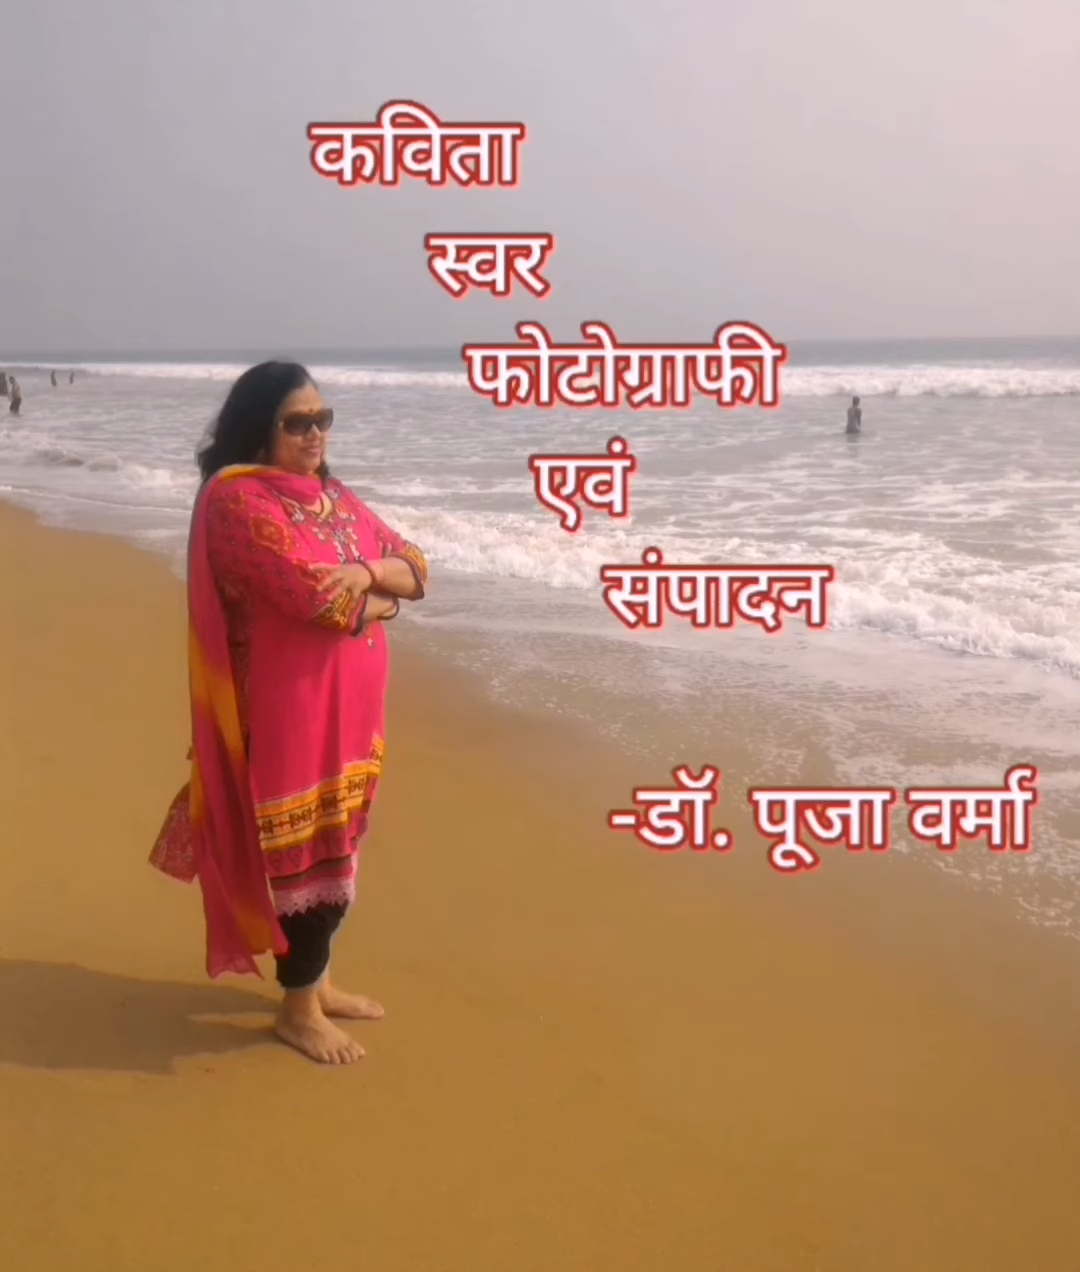 कविता
स्वर
फोटोग्राफी
एवं
संपादन
-डॉ. पूजा वर्मा